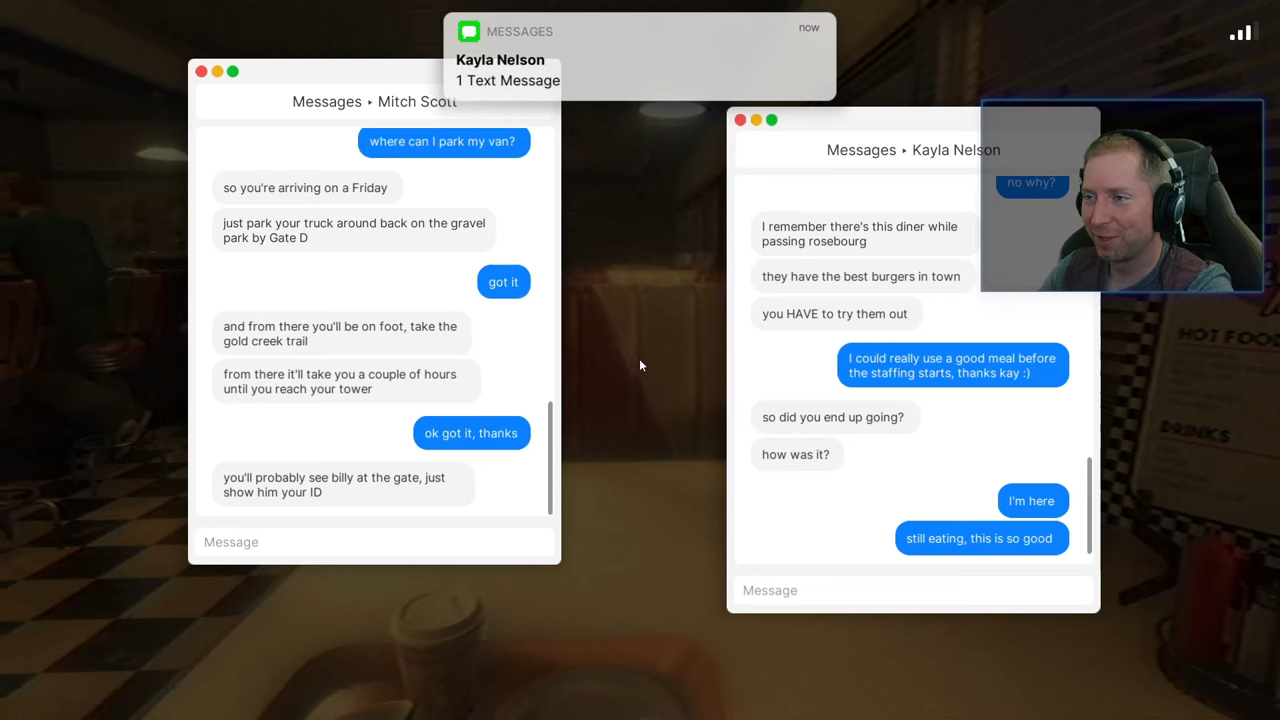 MESSAGES
now
Kayla Nelson
1 Text Message
Messages ▸ Mitch Scott
where can I park my van?
so you're arriving on a Friday
just park your truck around back on the gravel
park by Gate D
got it
and from there you'll be on foot, take the
gold creek trail
from there it'll take you a couple of hours
until you reach your tower
ok got it, thanks
you'll probably see billy at the gate, just
show him your ID
Message
Messages ▸ Kayla Nelson
no why?
I remember there's this diner while
passing rosebourg
they have the best burgers in town
you HAVE to try them out
I could really use a good meal before
the staffing starts, thanks kay :)
so did you end up going?
how was it?
I'm here
still eating, this is so good
Message
HOT FOOD
DRINKS